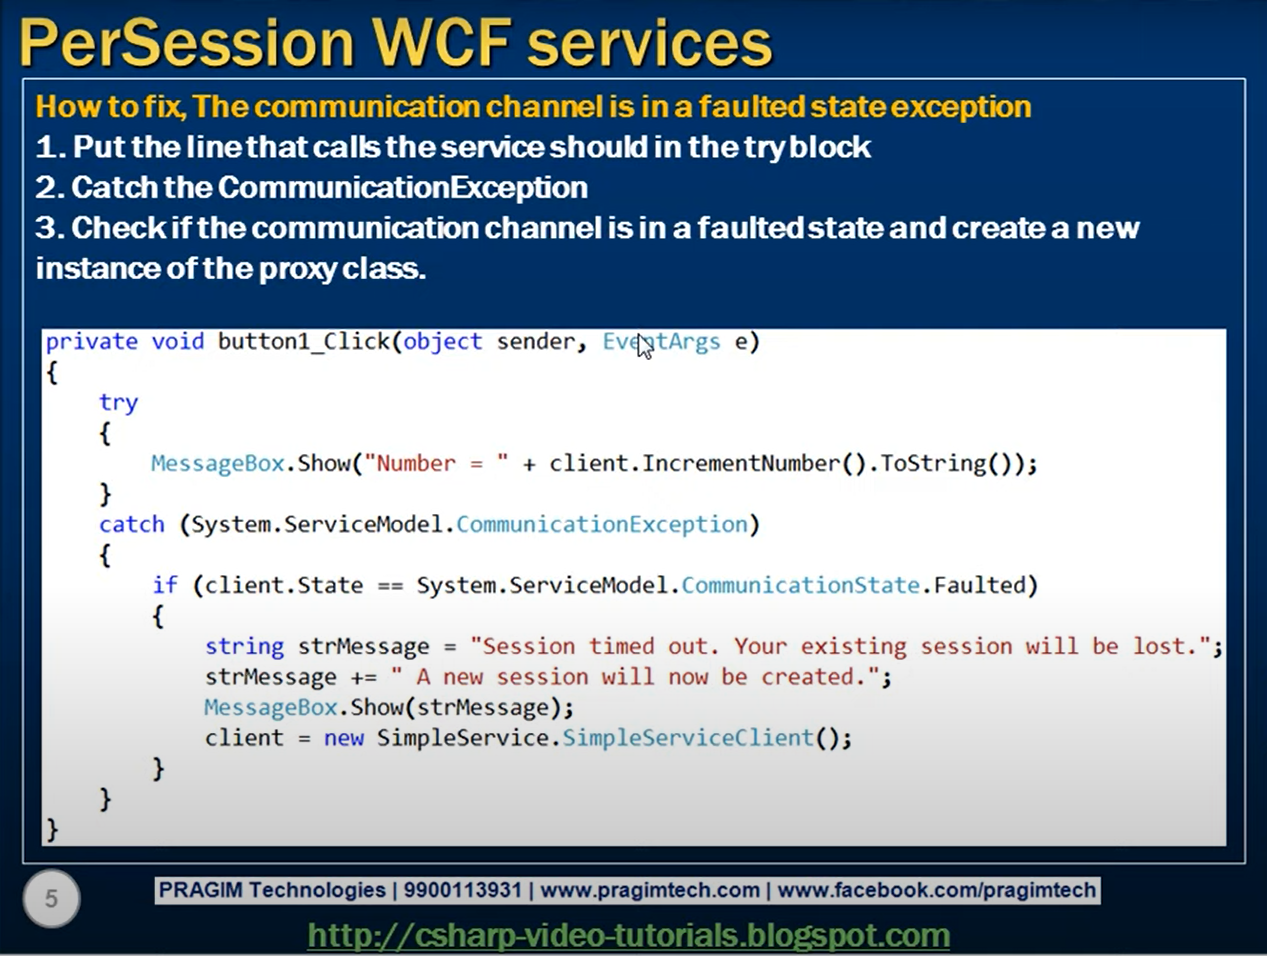 PerSession WCF services
How to fix, The communication channel is in a faulted state exception
1. Put the line that calls the service should in the try block
2. Catch the CommunicationException
3. Check if the communication channel is in a faulted state and create a new
instance of the proxy class.
private void button1_Click(object sender, EventArgs e)
{
    try
    {
        MessageBox.Show("Number = " + client.IncrementNumber().ToString());
    }
    catch (System.ServiceModel.CommunicationException)
    {
        if (client.State == System.ServiceModel.CommunicationState.Faulted)
        {
            string strMessage = "Session timed out. Your existing session will be lost.";
            strMessage += " A new session will now be created.";
            MessageBox.Show(strMessage);
            client = new SimpleService.SimpleServiceClient();
        }
    }
}
5
PRAGIM Technologies | 9900113931 | www.pragimtech.com | www.facebook.com/pragimtech
http://csharp-video-tutorials.blogspot.com